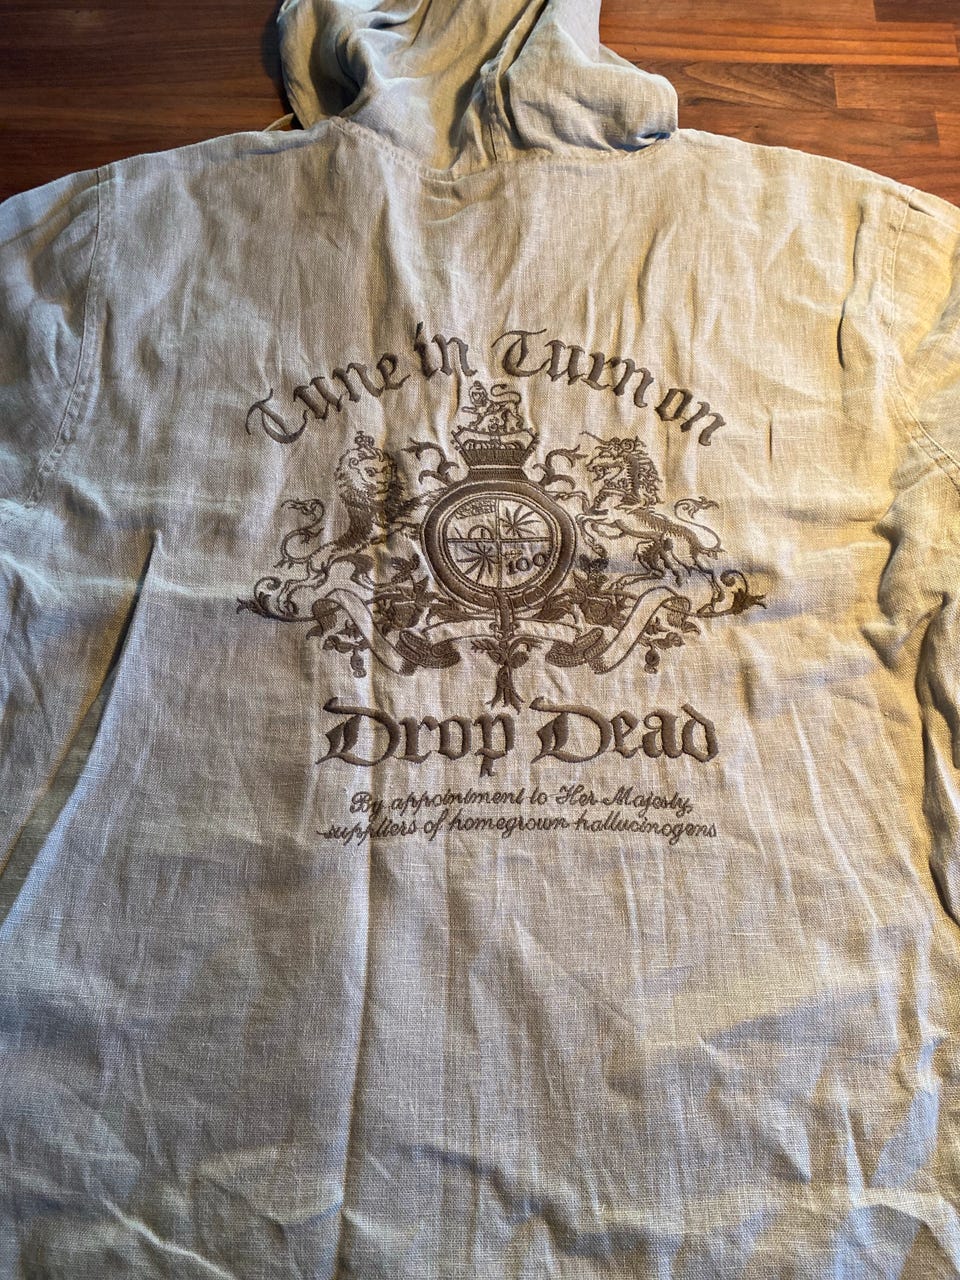 Tune in Turn on
100
Drop Dead
By appointment to Her Majesty,
suppliers of homegrown hallucinogens